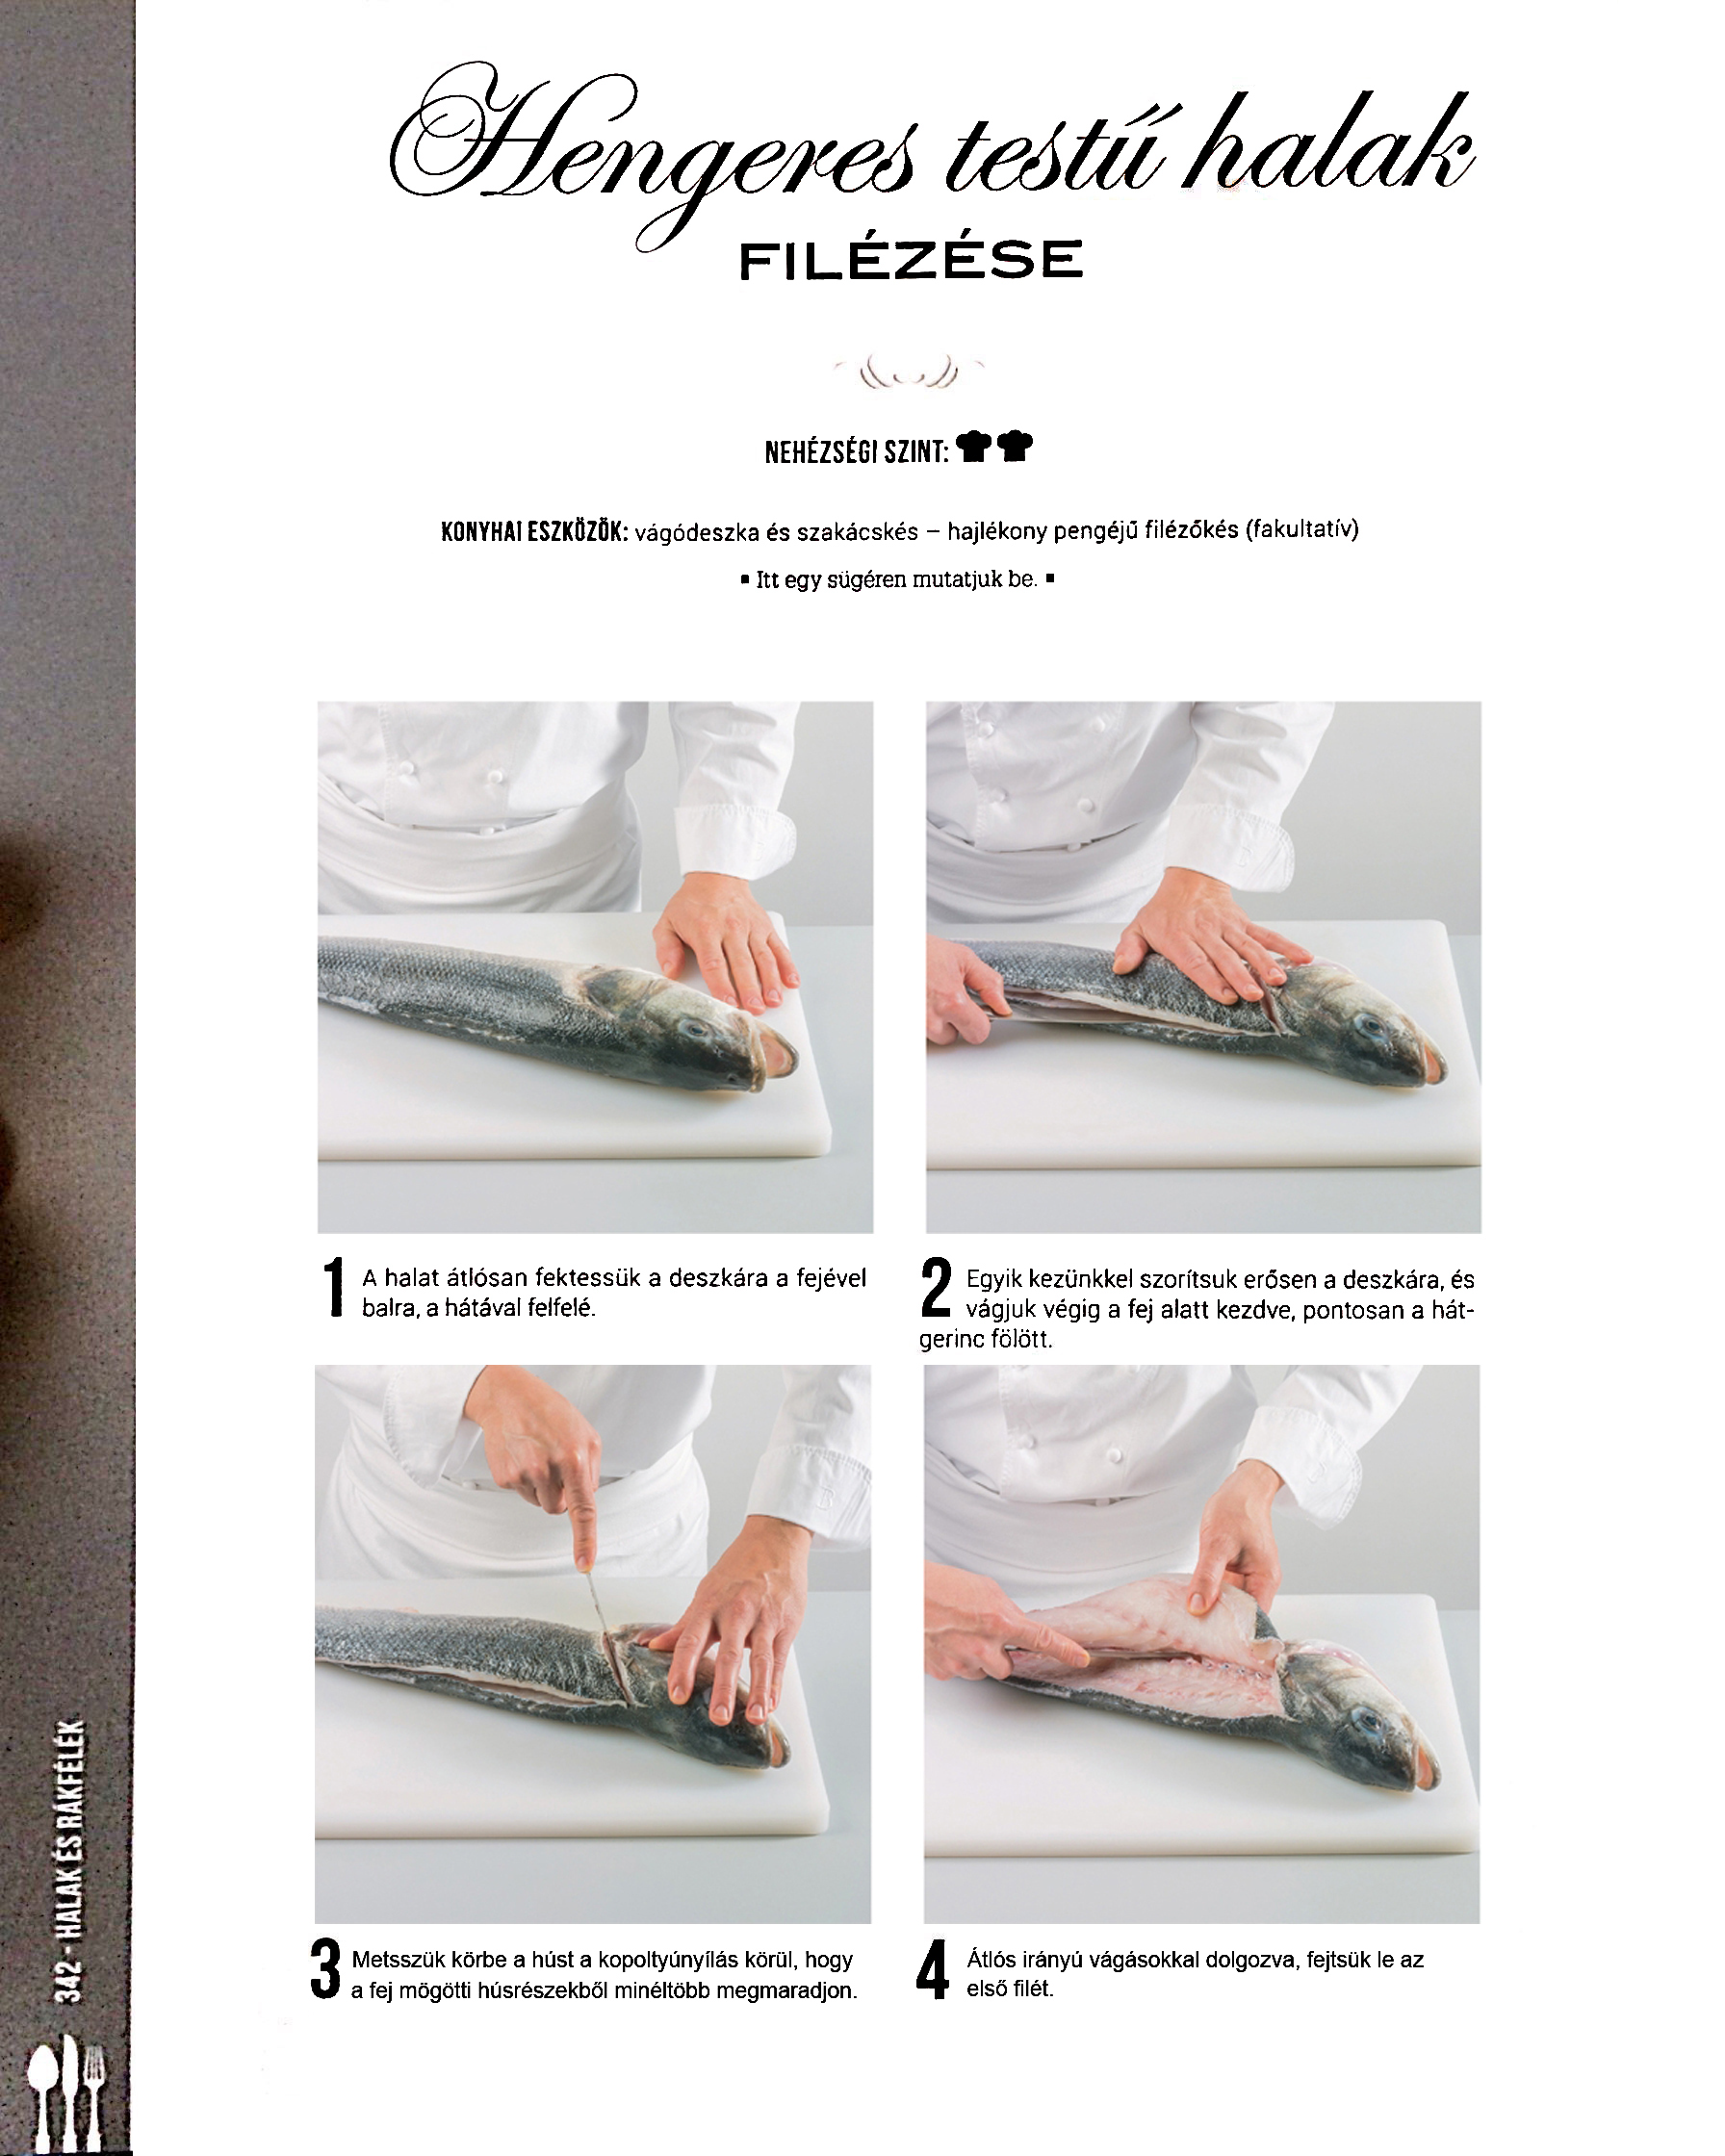 Hengeres testű halak
FILÉZÉSE
NEHÉZSÉGI SZINT:
KONYHAI ESZKÖZÖK: vágódeszka és szakácskés – hajlékony pengéjű filézőkés (fakultatív)
▪ Itt egy sügéren mutatjuk be. ▪
1 A halat átlósan fektessük a deszkára a fejével
balra, a hátával felfelé.
2 Egyik kezünkkel szorítsuk erősen a deszkára, és
vágjuk végig a fej alatt kezdve, pontosan a hát-
gerinc fölött.
3 Metsszük körbe a húst a kopoltyúnyílás körül, hogy
a fej mögötti húsrészekből minéltöbb megmaradjon.
4 Átlós irányú vágásokkal dolgozva, fejtsük le az
első filét.
342 - HALAK ÉS RÁKFÉLÉK